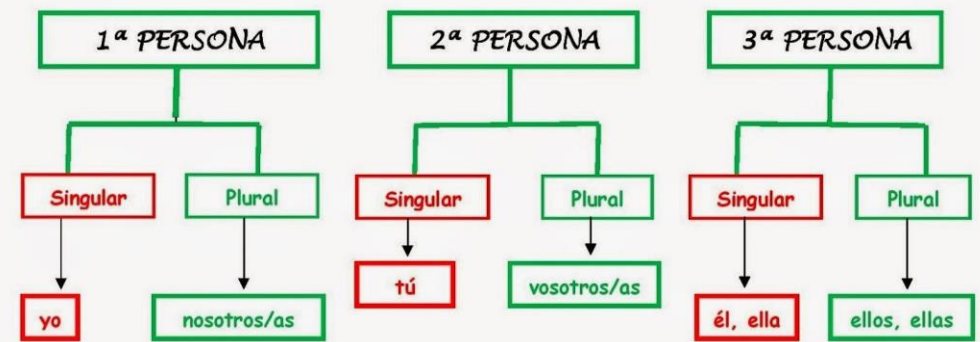 1ª PERSONA
2ª PERSONA
3ª PERSONA
Singular
Plural
Singular
Plural
Singular
Plural
yo
nosotros/as
tú
vosotros/as
él, ella
ellos, ellas